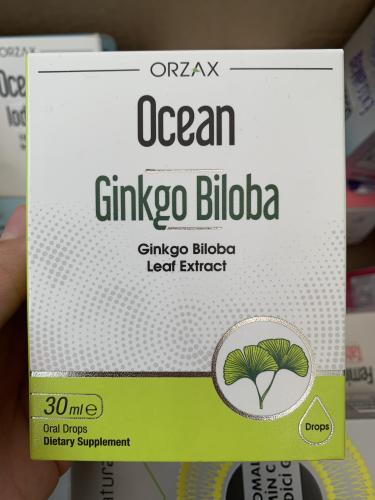 ORZAX
Ocean
Ginkgo Biloba
Ginkgo Biloba
Leaf Extract
30 ml ℮
Oral Drops
Dietary Supplement
Drops